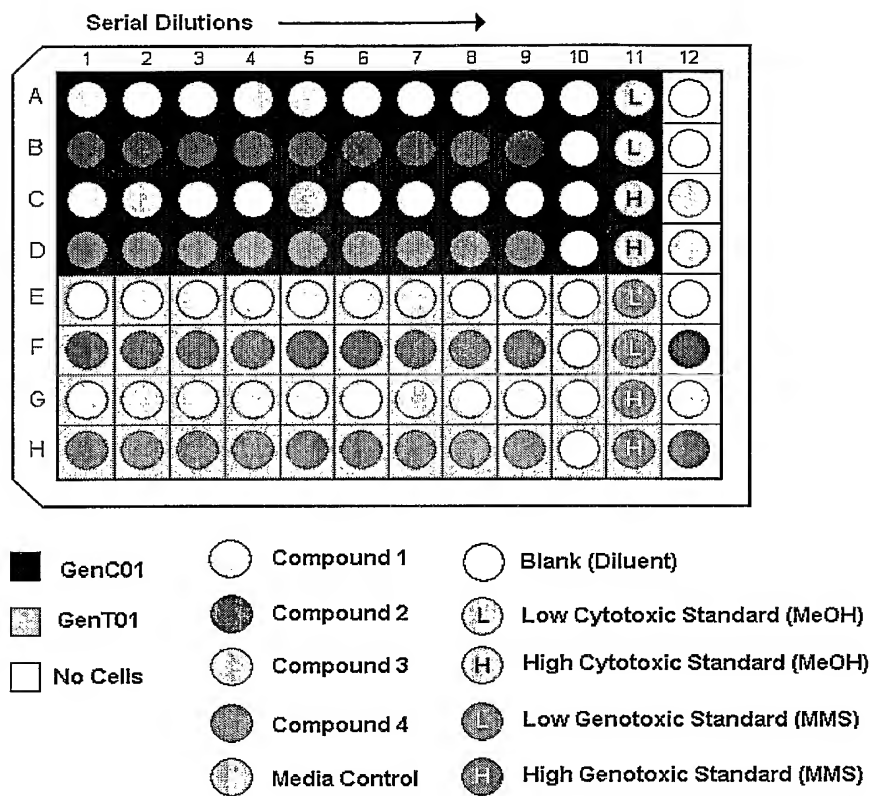 Serial Dilutions
1 2 3 4 5 6 7 8 9 10 11 12
A L
B L
C H
D H
E L
F L
G H
H H
GenC01 Compound 1 Blank (Diluent)
Compound 2 L Low Cytotoxic Standard (MeOH)
GenT01
Compound 3 H High Cytotoxic Standard (MeOH)
No Cells
Compound 4 L Low Genotoxic Standard (MMS)
Media Control H High Genotoxic Standard (MMS)